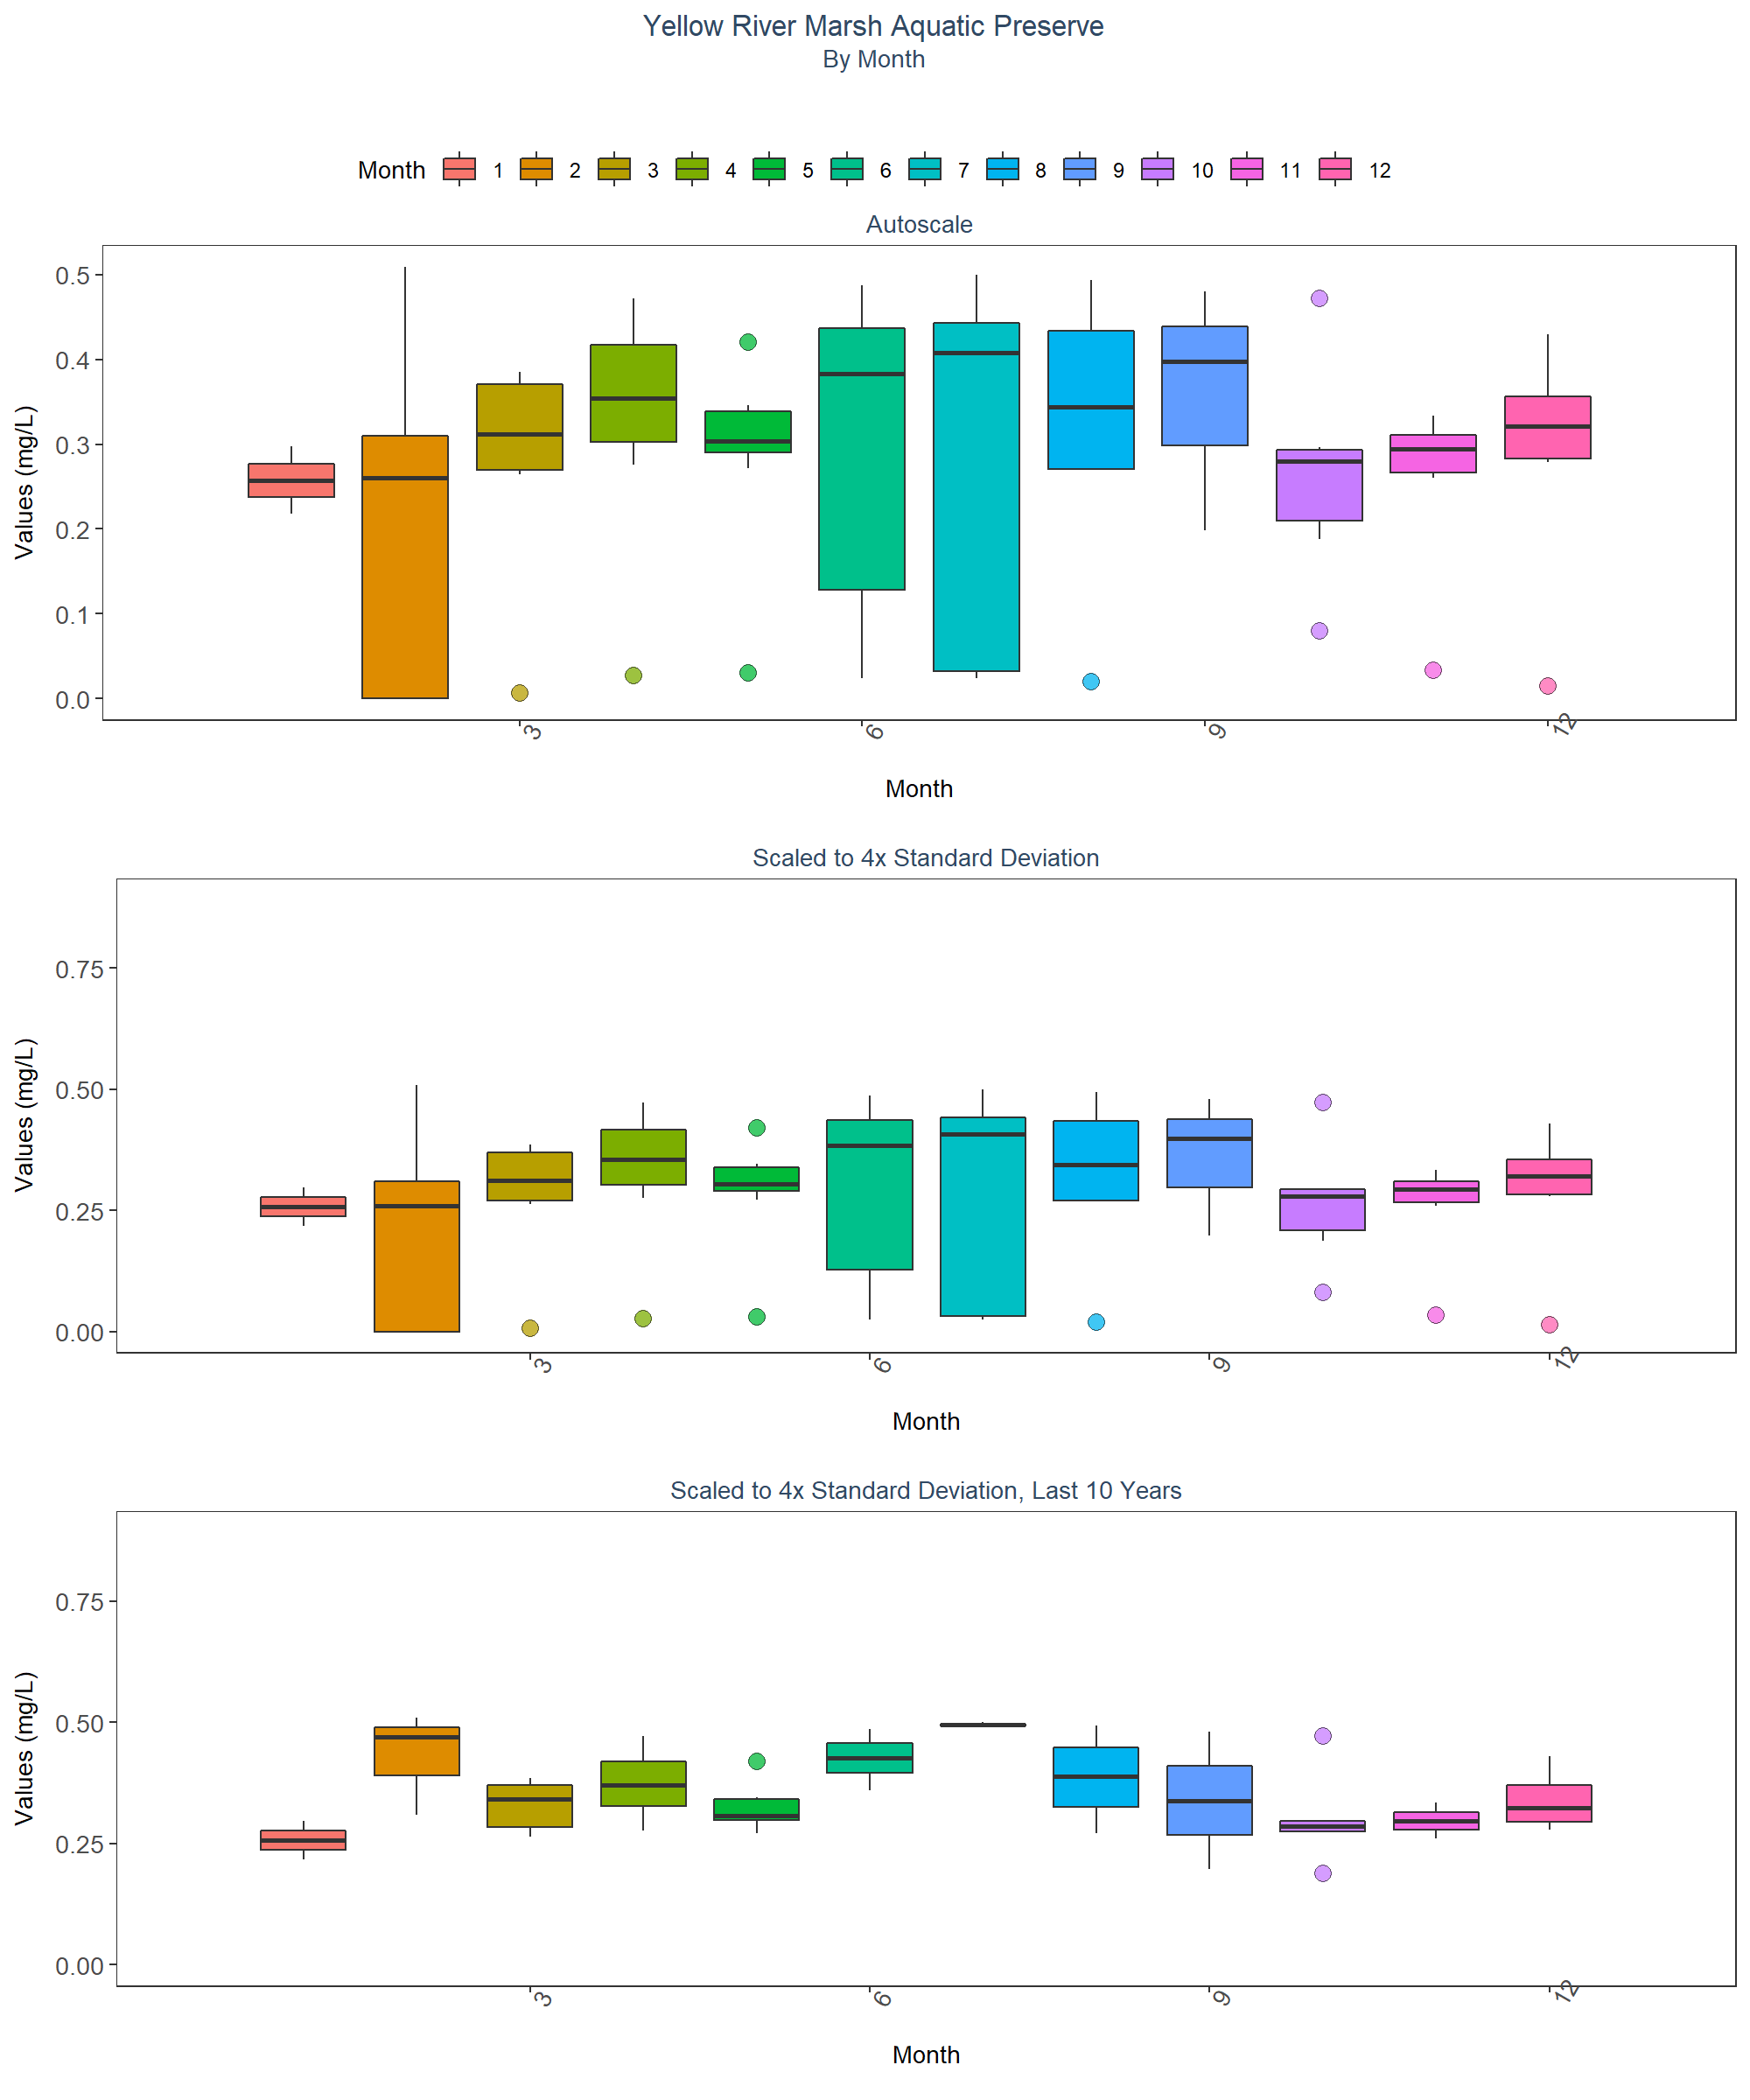 Yellow River Marsh Aquatic Preserve
By Month
Month 1 2 3 4 5 6 7 8 9 10 11 12
Autoscale
Values (mg/L)
0.5
0.4
0.3
0.2
0.1
0.0
3 6 9 12
Month
Scaled to 4x Standard Deviation
Values (mg/L)
0.75
0.50
0.25
0.00
3 6 9 12
Month
Scaled to 4x Standard Deviation, Last 10 Years
Values (mg/L)
0.75
0.50
0.25
0.00
3 6 9 12
Month